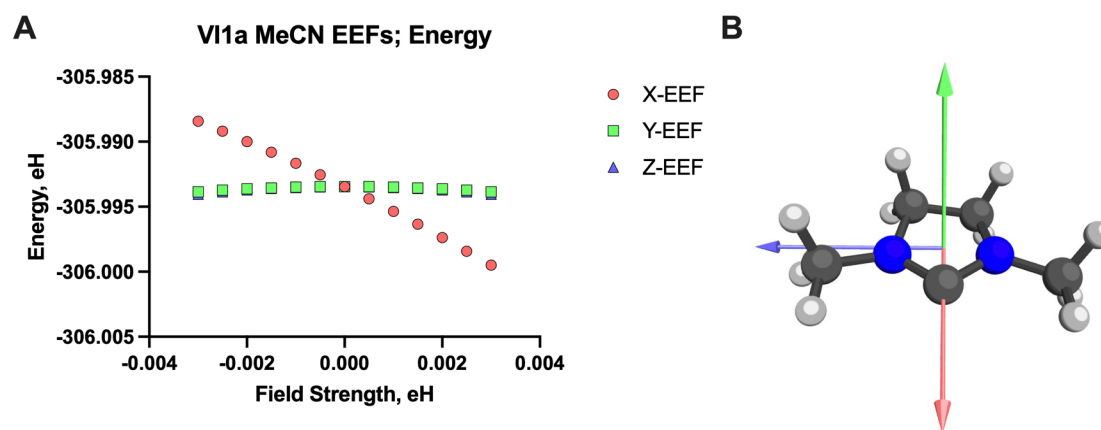 A
VI1a MeCN EEFs; Energy
-305.985
-305.990
-305.995
-306.000
-306.005
Energy, eH
-0.004
-0.002
0.000
0.002
0.004
Field Strength, eH
X-EEF
Y-EEF
Z-EEF
B